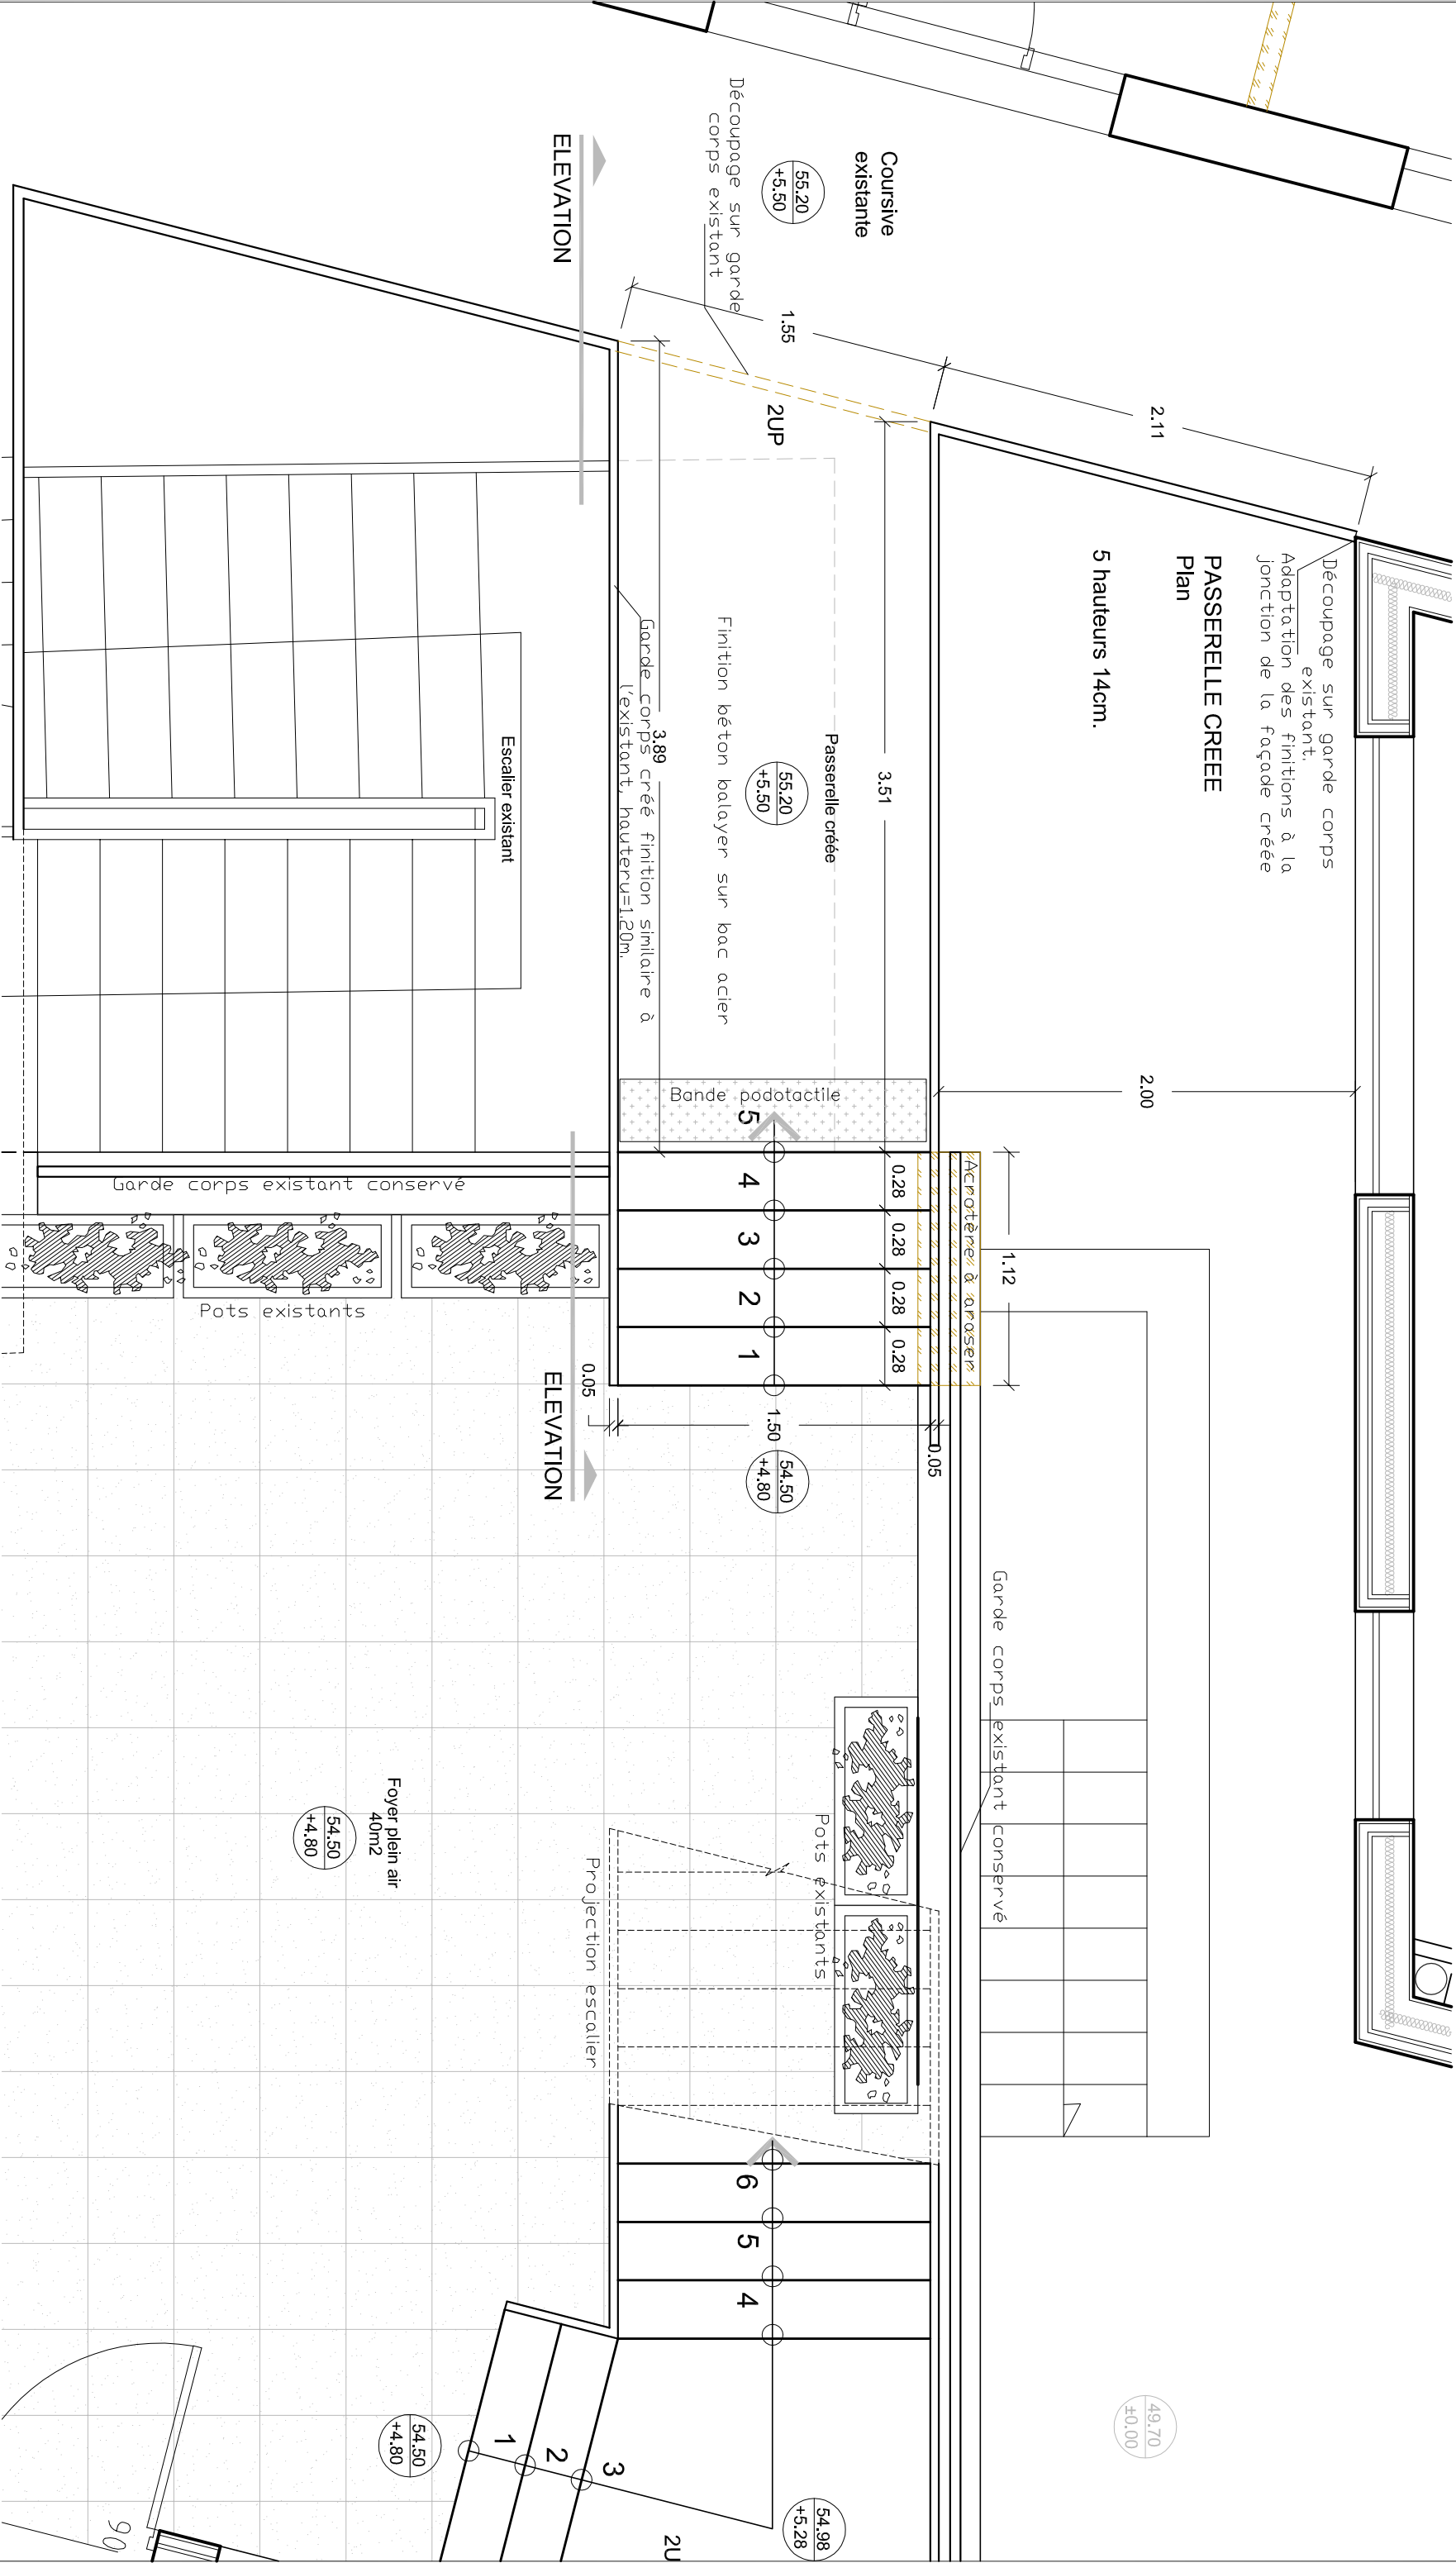 Découpage sur garde
corps existant
Coursive
existante
55.20
+5.50
ELEVATION
1.55
2UP
2.11
Découpage sur garde corps
existant.
Adaptation des finitions à la
jonction de la façade créée
PASSERELLE CREEE
Plan
5 hauteurs 14cm.
3.51
Passerelle créée
55.20
+5.50
Finition béton balayer sur bac acier
3.89
Garde corps créé finition similaire à
l'existant, hauteru=1.20m.
Escalier existant
2.00
Bande podotactile
5
4
3
2
1
0.28
0.28
0.28
0.28
Acrotère à araser
1.12
Garde corps existant conservé
Pots existants
ELEVATION
0.05
1.50
0.05
54.50
+4.80
Garde corps existant conservé
Pots existants
Projection escalier
Foyer plein air
40m2
54.50
+4.80
6
5
4
3
2
1
54.50
+4.80
54.98
+5.28
2U
49.70
±0.00
90